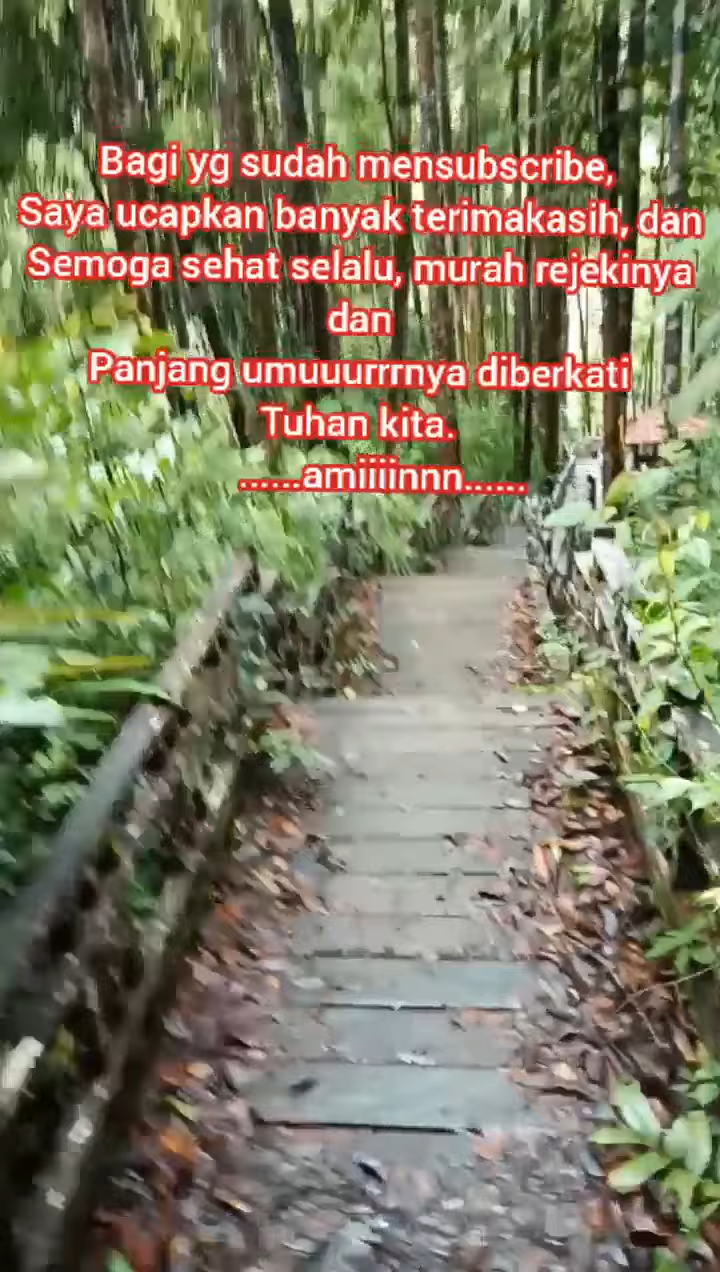 Bagi yg sudah mensubscribe,
Saya ucapkan banyak terimakasih, dan
Semoga sehat selalu, murah rejekinya
dan
Panjang umuuurrrnya diberkati
Tuhan kita.
......amiiiinnn......